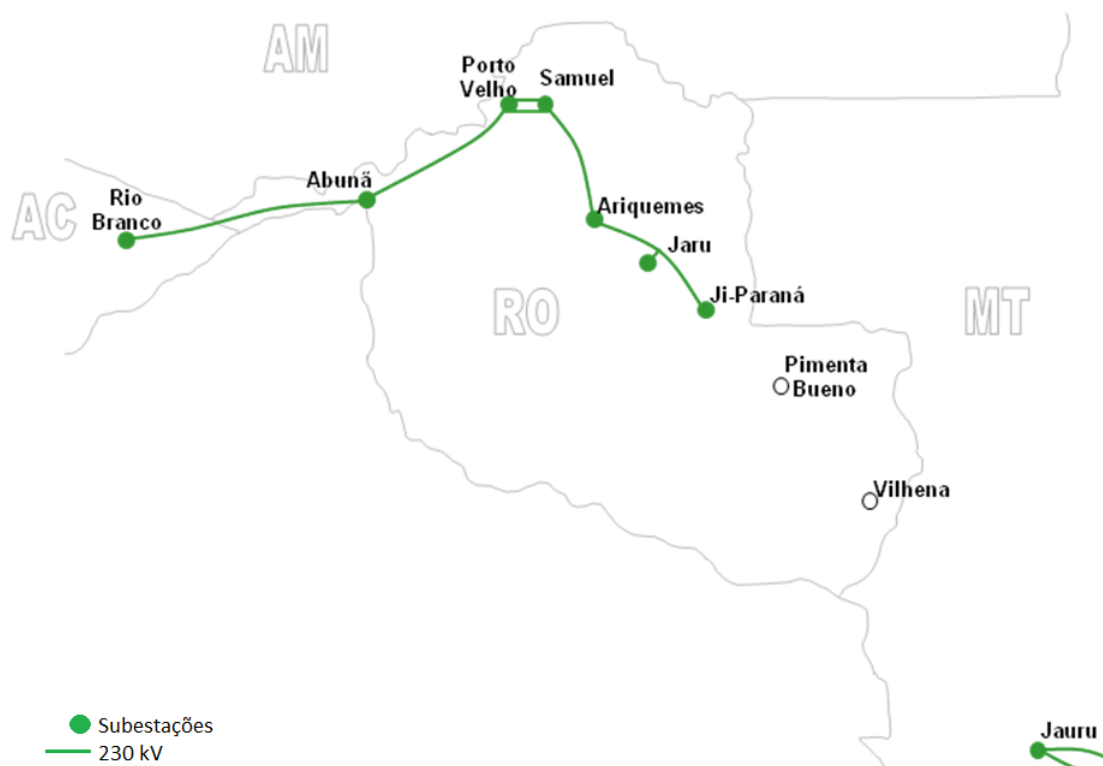 AM
Porto
Velho
Samuel
Abunã
AC
Rio
Branco
Ariquemes
Jaru
Ji-Paraná
RO
MT
Pimenta
Bueno
Vilhena
Subestações
230 kV
Jauru